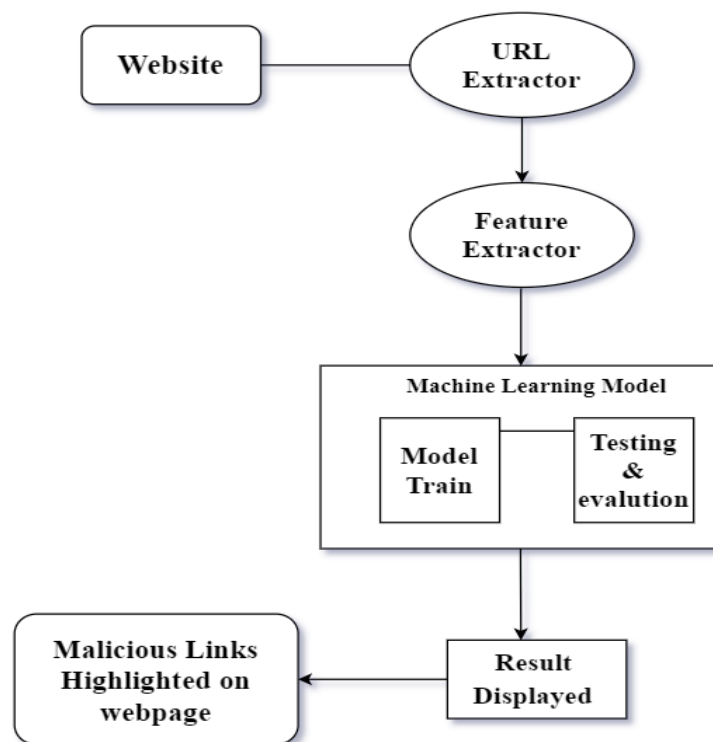 Website
URL
Extractor
Feature
Extractor
Machine Learning Model
Model
Train
Testing
&
evalution
Result
Displayed
Malicious Links
Highlighted on
webpage